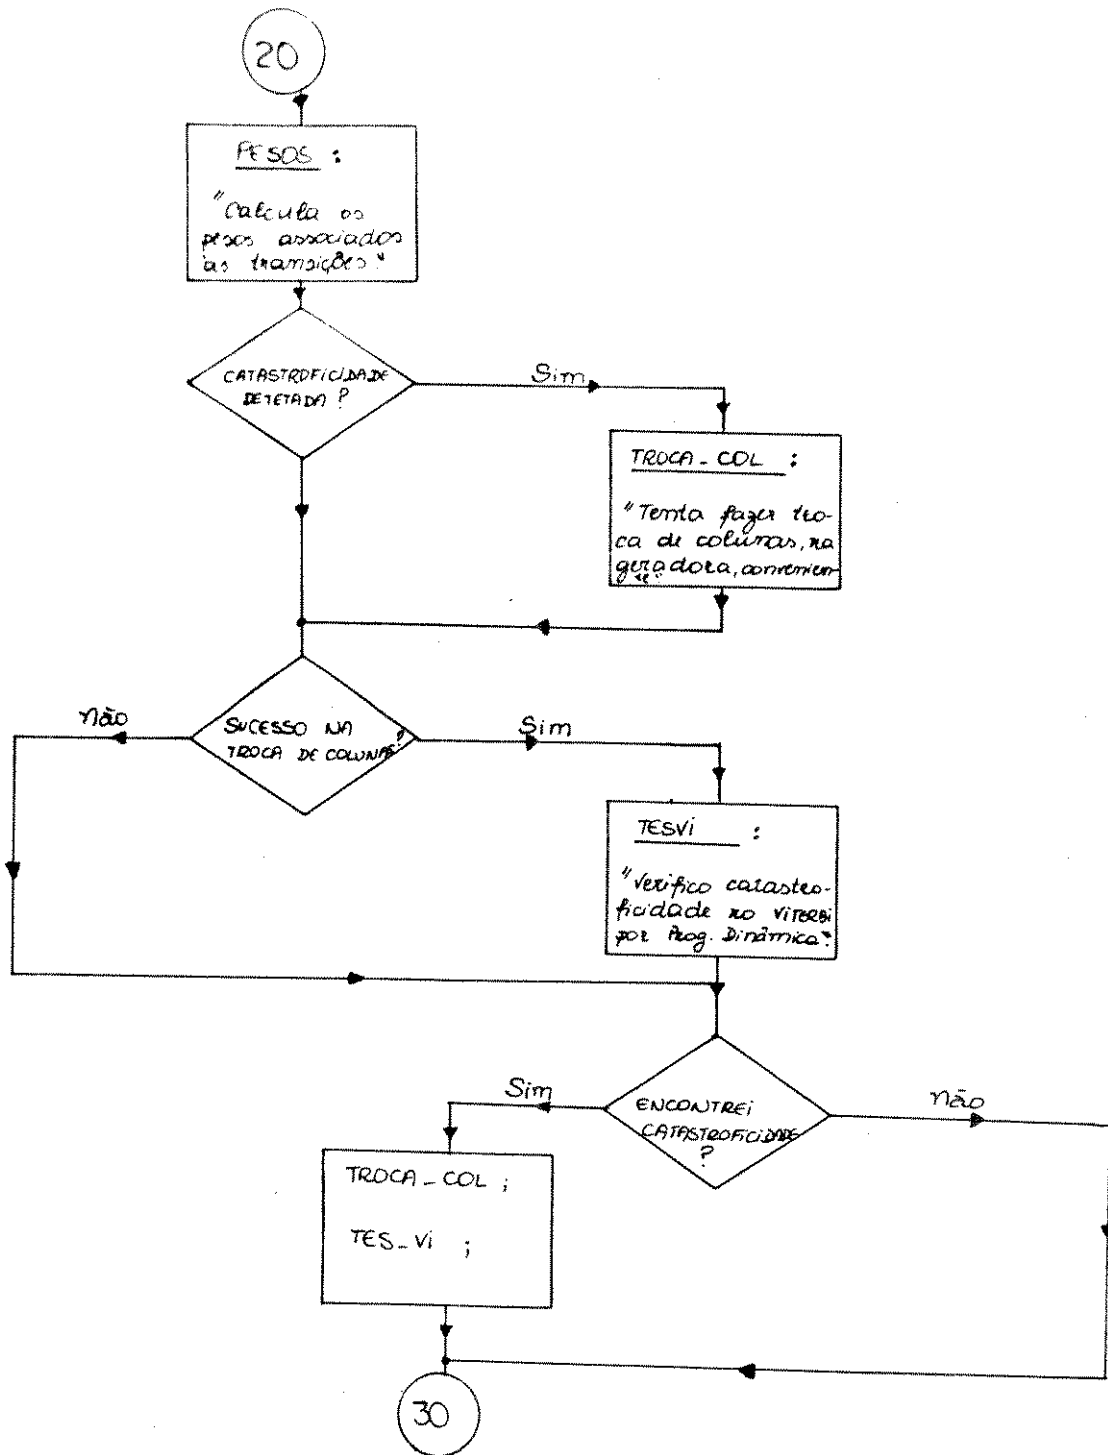 20
PESOS :
"Calcula os
pesos associados
às transições."
CATASTROFICIDADE
DETETADA ?
Sim
TROCA_COL :
"Tenta fazer tro-
ca de colunas, na
geradora, convenien-
te."
SUCESSO NA
TROCA DE COLUNAS?
Não
Sim
TESVI :
"Verifico catastro-
ficidade no VITERBI
por Prog. Dinâmica."
ENCONTREI
CATASTROFICIDADE
?
Sim
Não
TROCA_COL ;
TES_VI ;
30